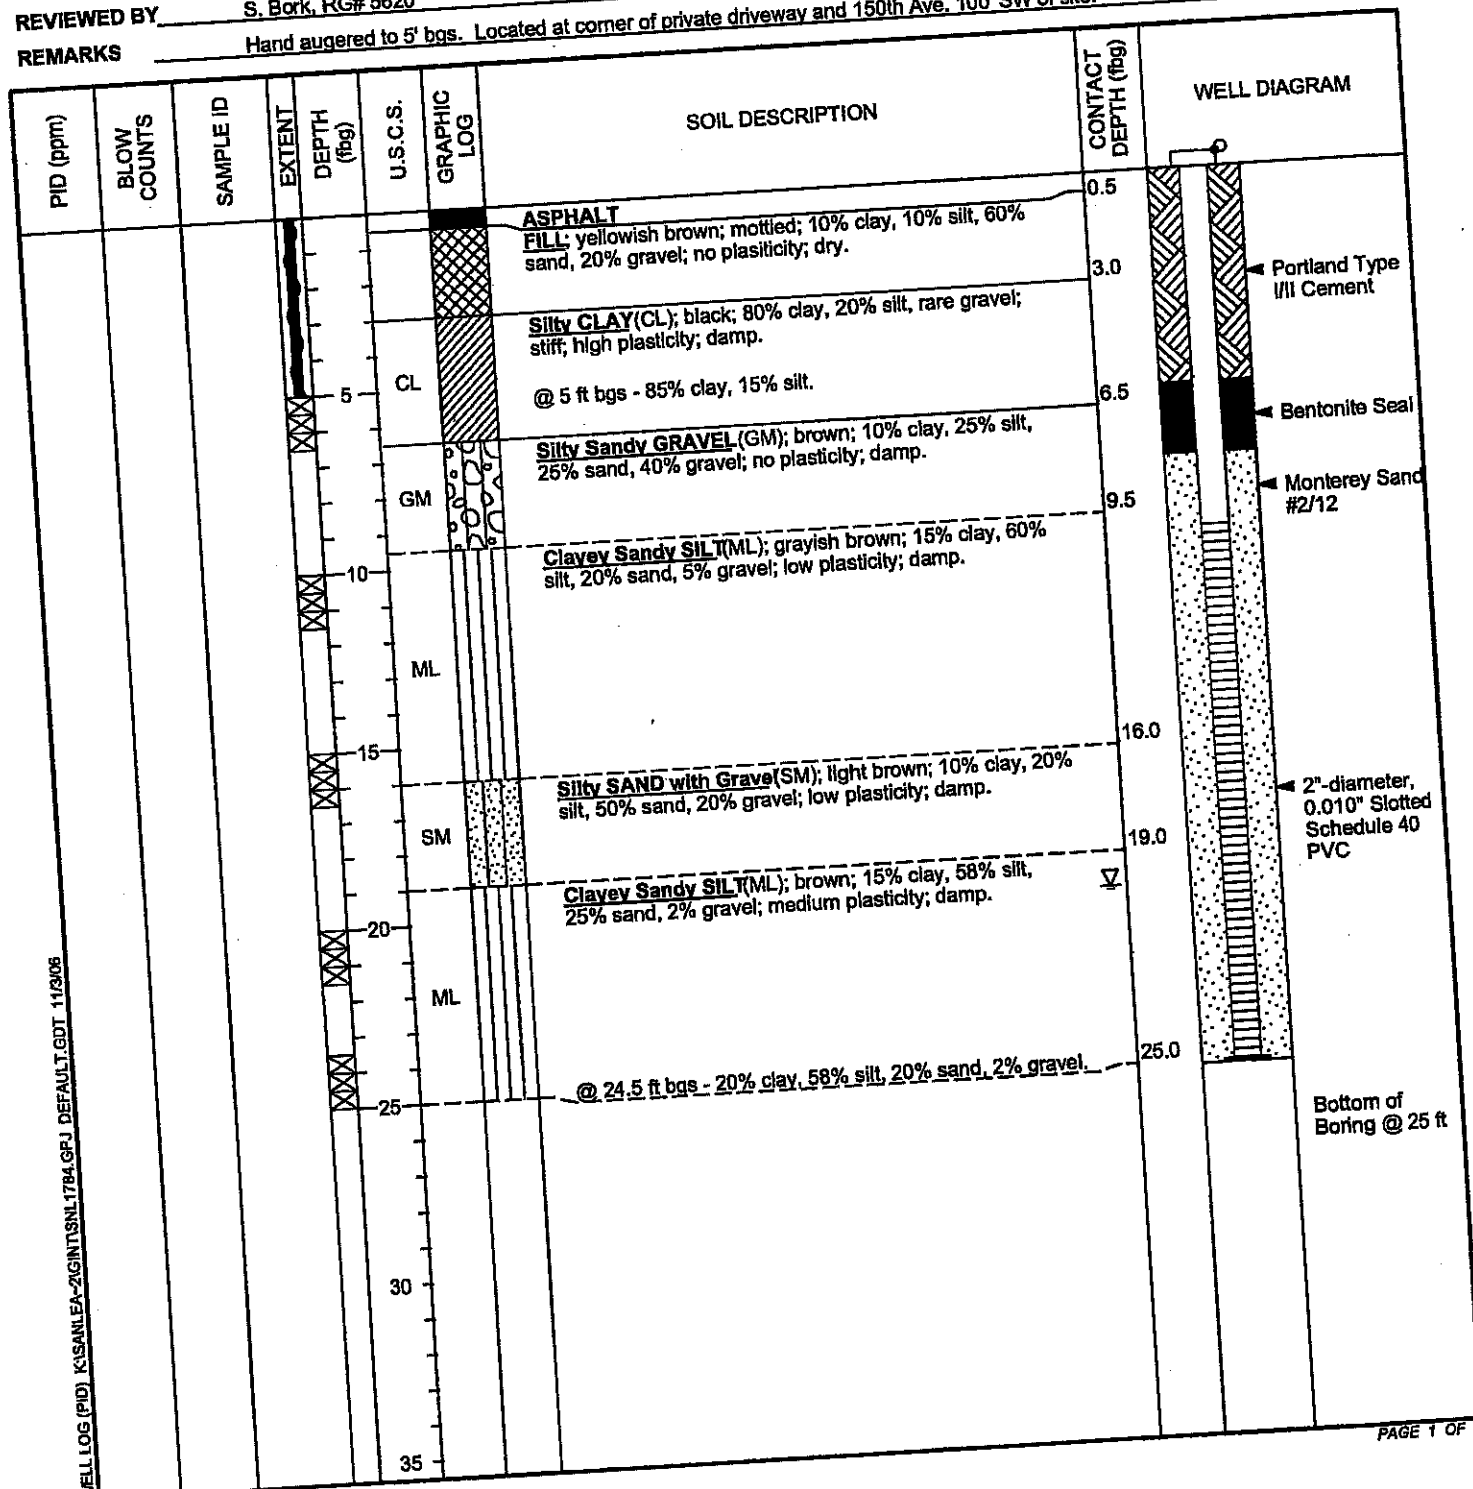 REVIEWED BY S. Bork, RG# 5620
REMARKS Hand augered to 5' bgs. Located at corner of private driveway and 150th Ave. 100' SW of site.
PID (ppm)
BLOW
COUNTS
SAMPLE ID
EXTENT
DEPTH
(fbg)
U.S.C.S.
GRAPHIC
LOG
SOIL DESCRIPTION
CONTACT
DEPTH (fbg)
WELL DIAGRAM
ASPHALT
0.5
FILL; yellowish brown; mottled; 10% clay, 10% silt, 60%
sand, 20% gravel; no plasiticity; dry.
3.0
Portland Type
I/II Cement
Silty CLAY(CL); black; 80% clay, 20% silt, rare gravel;
stiff; high plasticity; damp.
CL
5
@ 5 ft bgs - 85% clay, 15% silt.
6.5
Bentonite Seal
Silty Sandy GRAVEL(GM); brown; 10% clay, 25% silt,
25% sand, 40% gravel; no plasticity; damp.
GM
Monterey Sand
#2/12
9.5
Clayey Sandy SILT(ML); grayish brown; 15% clay, 60%
silt, 20% sand, 5% gravel; low plasticity; damp.
10
ML
15
16.0
Silty SAND with Grave(SM); light brown; 10% clay, 20%
silt, 50% sand, 20% gravel; low plasticity; damp.
SM
2"-diameter,
0.010" Slotted
Schedule 40
PVC
19.0
Clayey Sandy SILT(ML); brown; 15% clay, 58% silt,
25% sand, 2% gravel; medium plasticity; damp.
20
ML
25.0
@ 24.5 ft bgs - 20% clay, 58% silt, 20% sand, 2% gravel.
25
Bottom of
Boring @ 25 ft
30
35
ELL LOG (PID) K:\SANLEA~2\GINT\SNL1784.GPJ DEFAULT.GDT 11/3/06
PAGE 1 OF